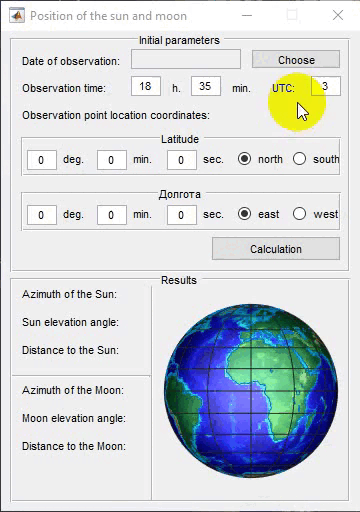 Position of the sun and moon
Initial parameters
Date of observation: Choose
Observation time: 18 h. 35 min. UTC: 3
Observation point location coordinates:
Latitude
0 deg. 0 min. 0 sec. north south
Долгота
0 deg. 0 min. 0 sec. east west
Calculation
Results
Azimuth of the Sun:
Sun elevation angle:
Distance to the Sun:
Azimuth of the Moon:
Moon elevation angle:
Distance to the Moon: